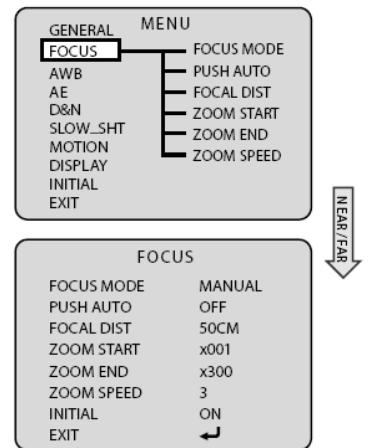 MENU
GENERAL
FOCUS
AWB
AE
D&N
SLOW_SHT
MOTION
DISPLAY
INITIAL
EXIT
FOCUS MODE
PUSH AUTO
FOCAL DIST
ZOOM START
ZOOM END
ZOOM SPEED
NEAR/FAR
FOCUS
FOCUS MODE MANUAL
PUSH AUTO OFF
FOCAL DIST 50CM
ZOOM START x001
ZOOM END x300
ZOOM SPEED 3
INITIAL ON
EXIT ↵